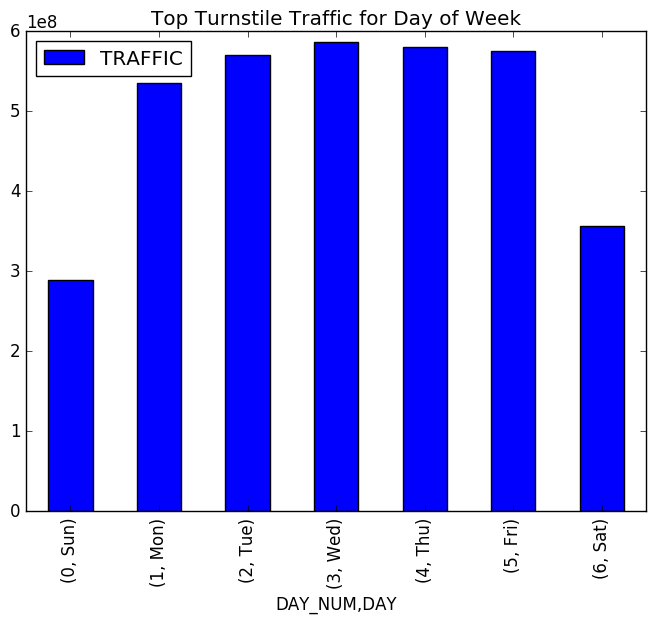 Top Turnstile Traffic for Day of Week
1e8
TRAFFIC
6
5
4
3
2
1
0
(0, Sun)
(1, Mon)
(2, Tue)
(3, Wed)
(4, Thu)
(5, Fri)
(6, Sat)
DAY_NUM,DAY